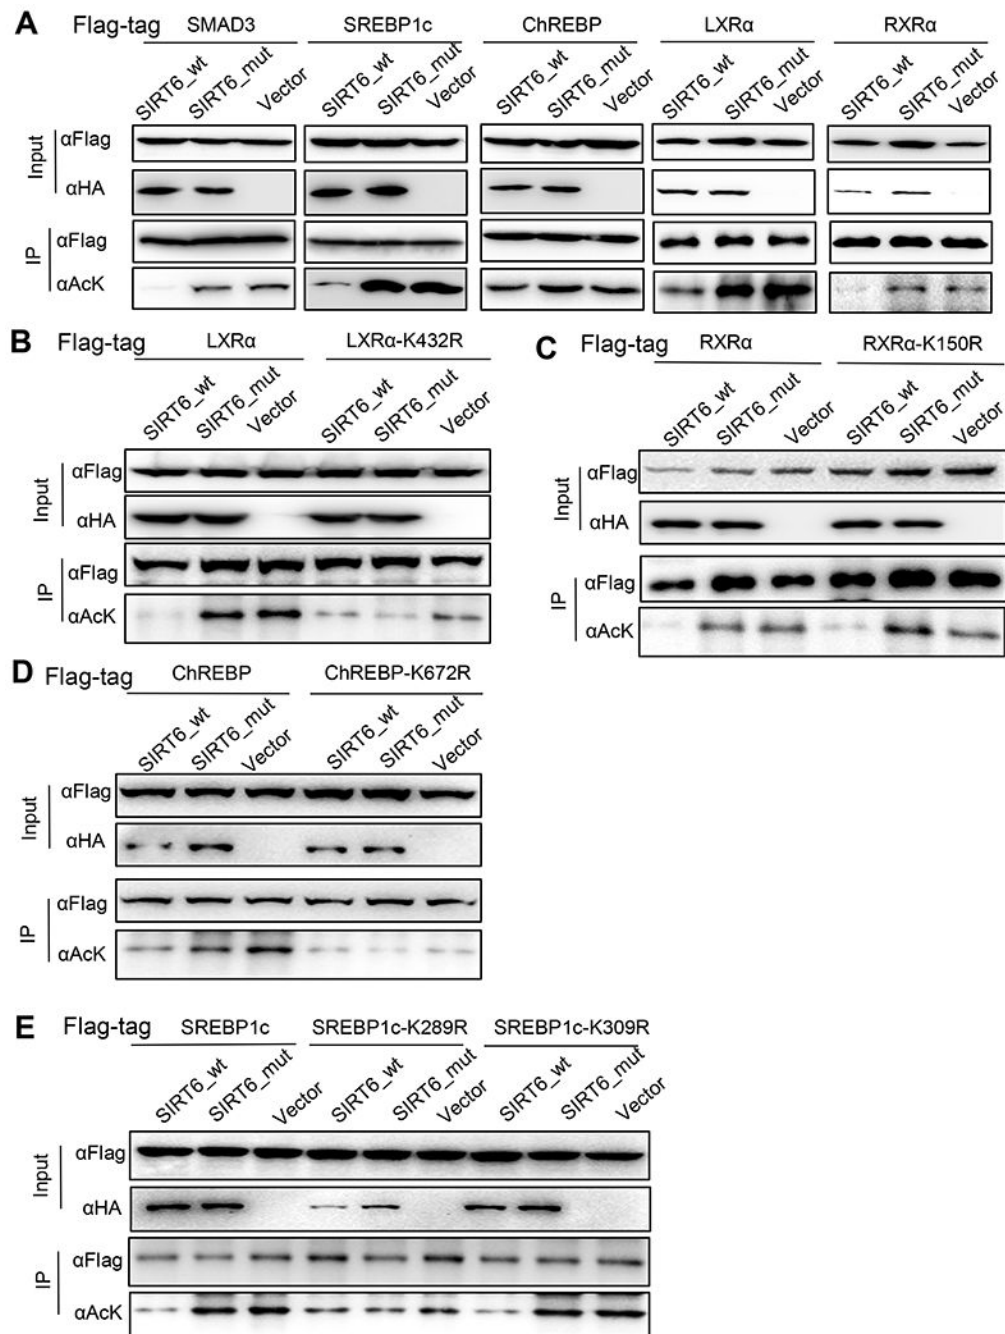 A Flag-tag SMAD3 SREBP1c ChREBP LXRα RXRα
SIRT6_wt SIRT6_mut Vector SIRT6_wt SIRT6_mut Vector SIRT6_wt SIRT6_mut Vector SIRT6_wt SIRT6_mut Vector SIRT6_wt SIRT6_mut Vector
Input
αFlag
αHA
IP
αFlag
αAcK
B Flag-tag LXRα LXRα-K432R
SIRT6_wt SIRT6_mut Vector SIRT6_wt SIRT6_mut Vector
Input
αFlag
αHA
IP
αFlag
αAcK
C Flag-tag RXRα RXRα-K150R
SIRT6_wt SIRT6_mut Vector SIRT6_wt SIRT6_mut Vector
Input
αFlag
αHA
IP
αFlag
αAcK
D Flag-tag ChREBP ChREBP-K672R
SIRT6_wt SIRT6_mut Vector SIRT6_wt SIRT6_mut Vector
Input
αFlag
αHA
IP
αFlag
αAcK
E Flag-tag SREBP1c SREBP1c-K289R SREBP1c-K309R
SIRT6_wt SIRT6_mut Vector SIRT6_wt SIRT6_mut Vector SIRT6_wt SIRT6_mut Vector
Input
αFlag
αHA
IP
αFlag
αAcK